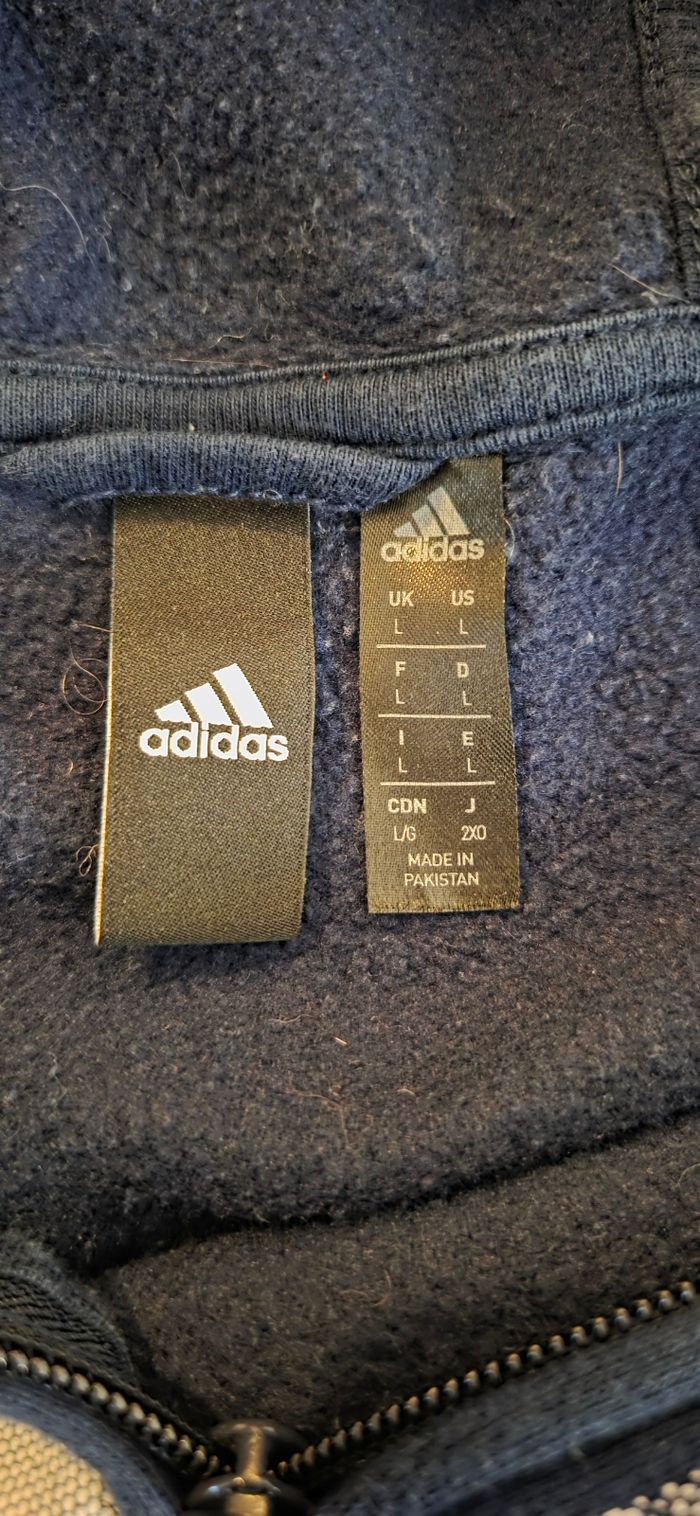 adidas
adidas
UK US
L L
F D
L L
I E
L L
CDN J
L/G 2XO
MADE IN
PAKISTAN